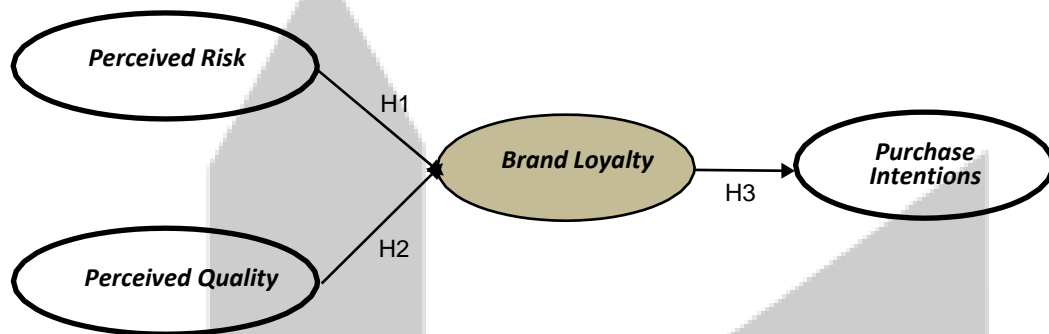 Perceived Risk
H1
Brand Loyalty
Purchase
Intentions
H3
H2
Perceived Quality